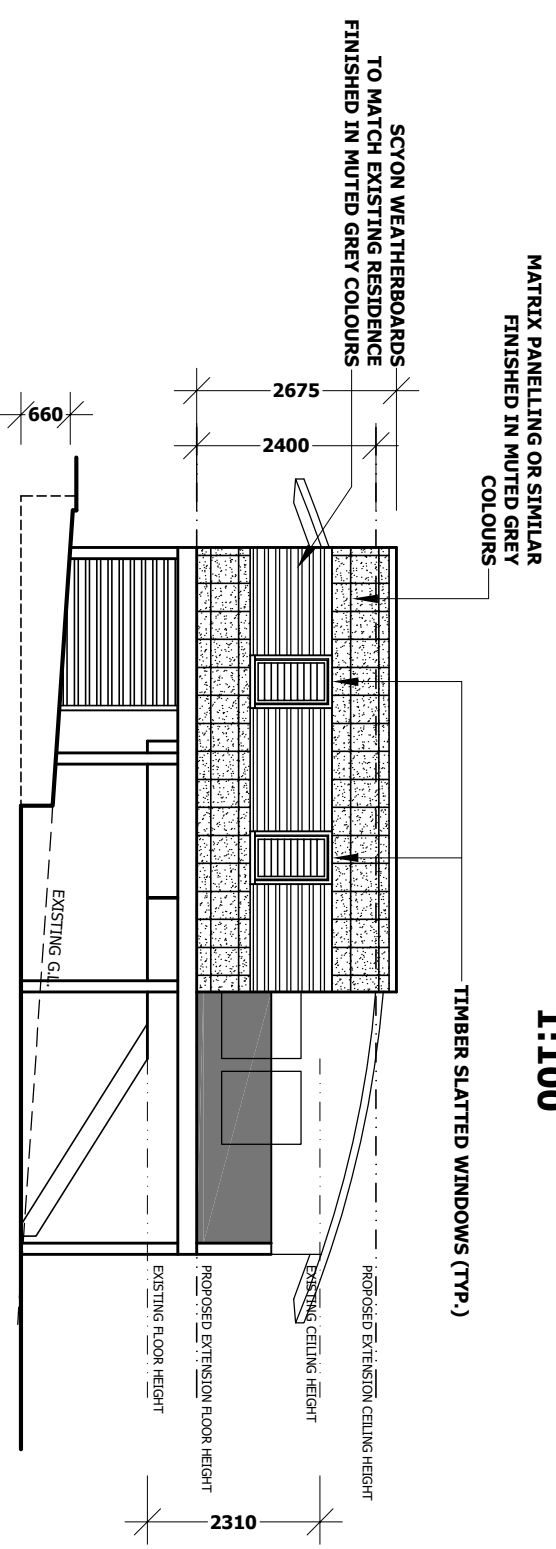 MATRIX PANELLING OR SIMILAR
FINISHED IN MUTED GREY
COLOURS
SCYON WEATHERBOARDS
TO MATCH EXISTING RESIDENCE
FINISHED IN MUTED GREY COLOURS
1:100
TIMBER SLATTED WINDOWS (TYP.)
2675
2400
660
EXISTING G.L.
PROPOSED EXTENSION CEILING HEIGHT
EXISTING CEILING HEIGHT
PROPOSED EXTENSION FLOOR HEIGHT
EXISTING FLOOR HEIGHT
2310